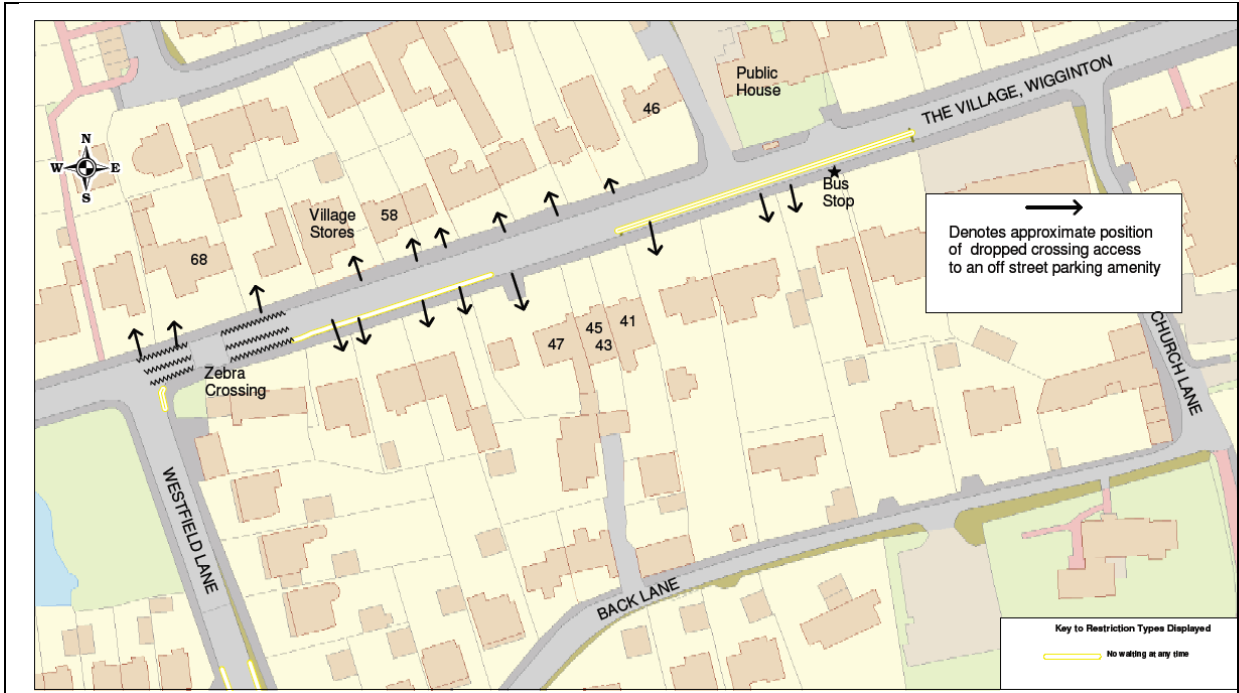 Public
House
THE VILLAGE, WIGGINTON
46
N
W E
S
Bus
Stop
58
Village
Stores
68
Denotes approximate position
of dropped crossing access
to an off street parking amenity
41
45
43
47
CHURCH LANE
Zebra
Crossing
WESTFIELD LANE
BACK LANE
Key to Restriction Types Displayed
No waiting at any time